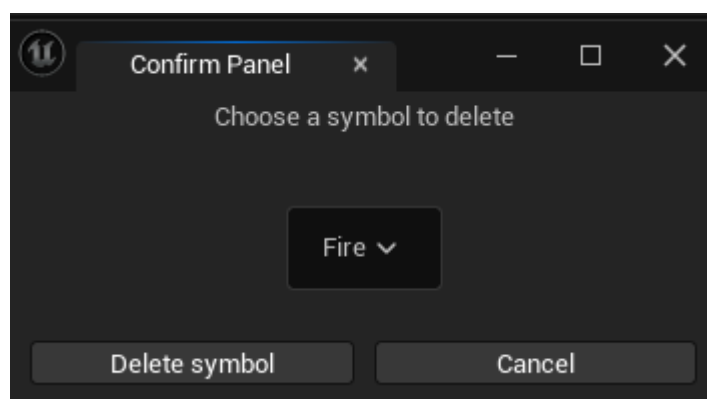 Confirm Panel
Choose a symbol to delete
Fire
Delete symbol
Cancel